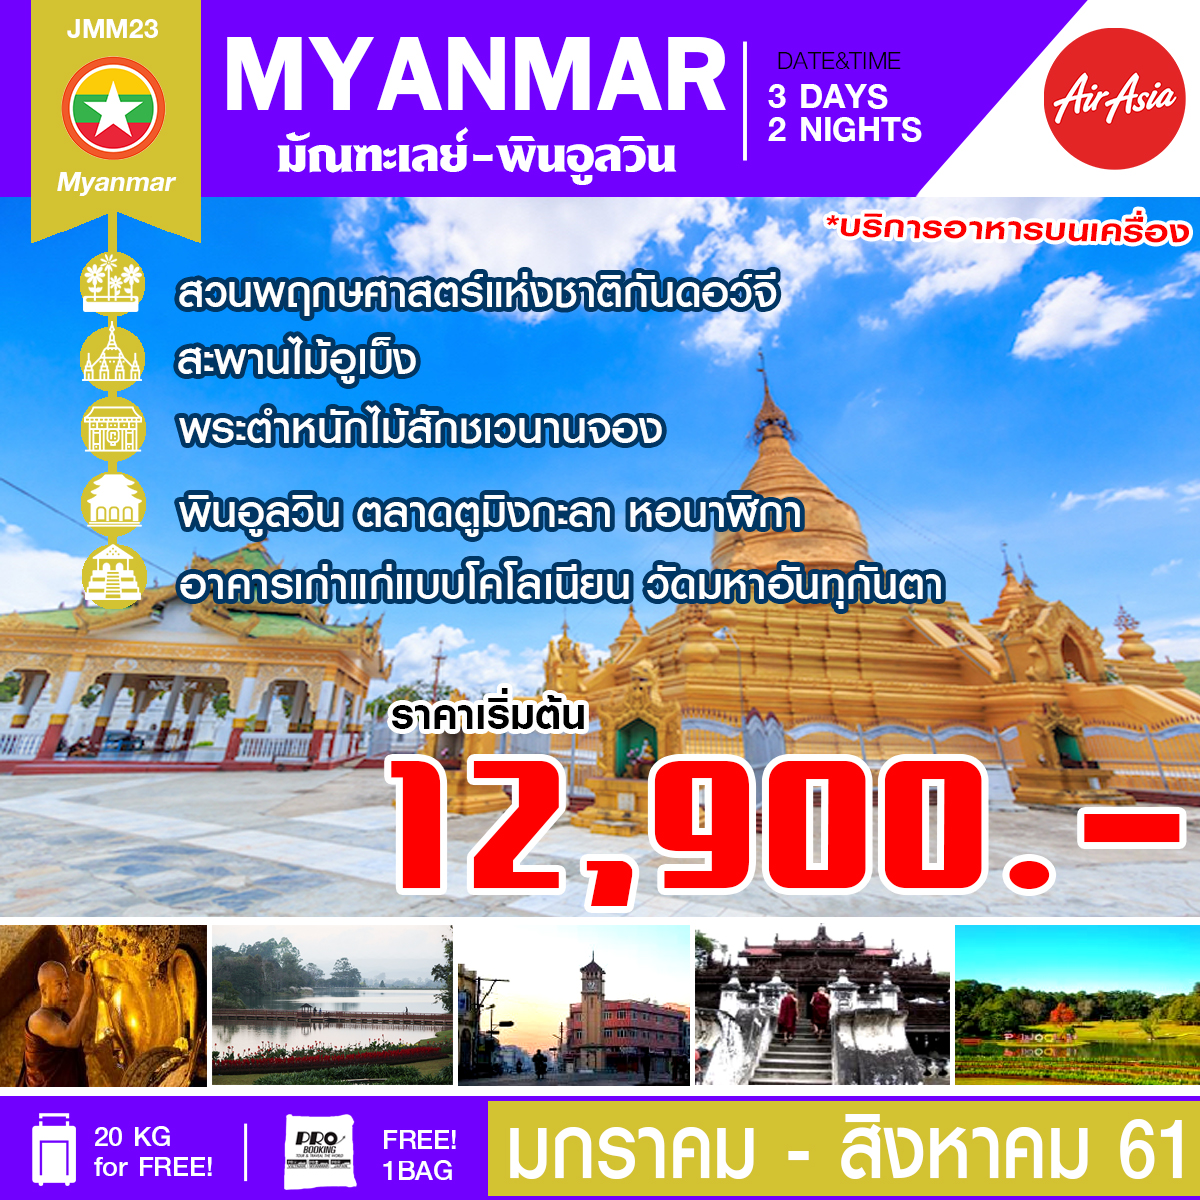 JMM23
Myanmar
MYANMAR
มัณฑะเลย์-พินอูลวิน
DATE&TIME
3 DAYS
2 NIGHTS
AirAsia
*บริการอาหารบนเครื่อง
สวนพฤกษศาสตร์แห่งชาติกันดอว์จี
สะพานไม้อูเบ็ง
พระตำหนักไม้สักชเวนานจอง
พินอูลวิน ตลาดตูมิงกะลา หอนาฬิกา
อาคารเก่าแก่แบบโคโลเนียน วัดมหาอันทุกันตา
ราคาเริ่มต้น
12,900.-
20 KG
for FREE!
PRO
BOOKING
TOUR & TRAVEL THE WORLD
FREE!
1BAG
มกราคม - สิงหาคม 61